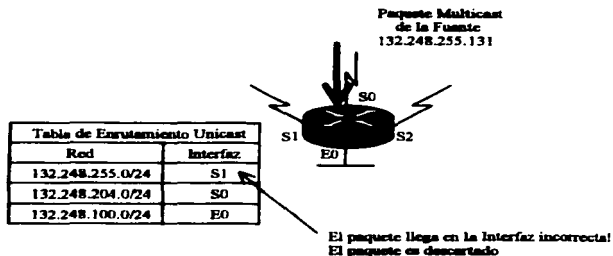 Paquete Multicast
de la Fuante
132.248.255.131
S0
S1
S2
E0
Tabla de Enrutamiento Unicast
Red Interfaz
132.248.255.0/24 S1
132.248.204.0/24 S0
132.248.100.0/24 E0
El paquete llega en la Interfaz incorrecta!
El paquete es descartado